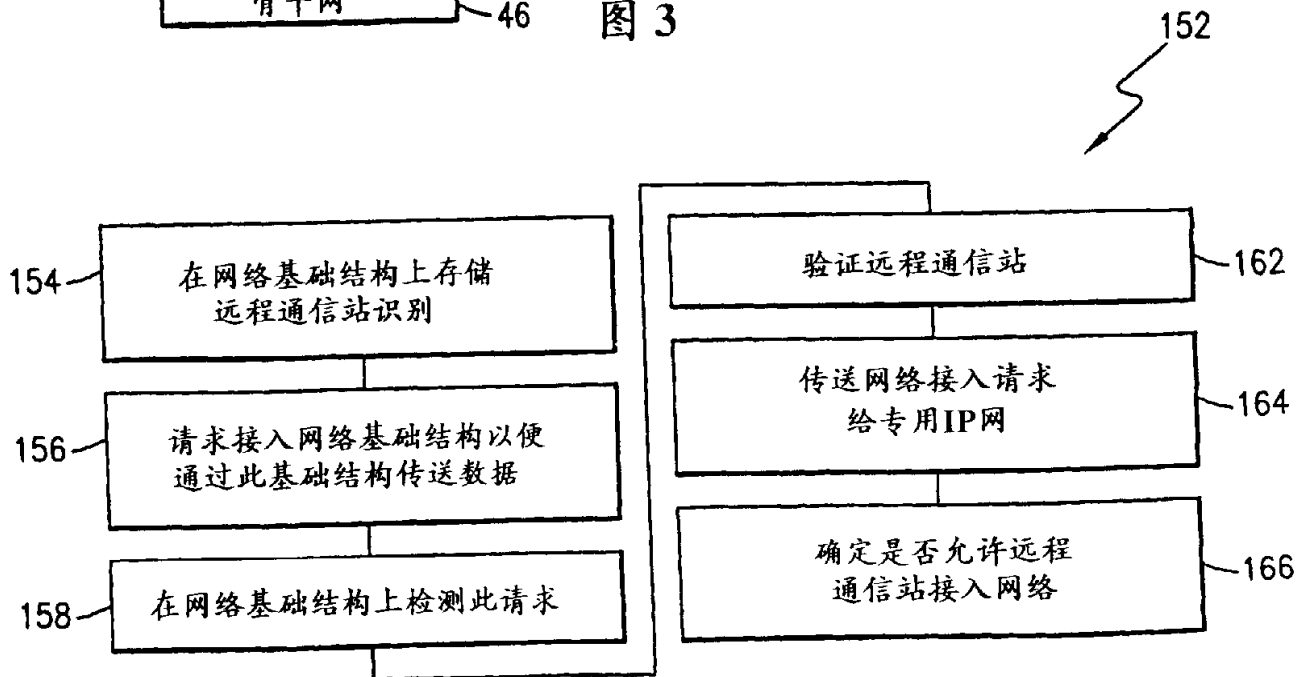 46
图 3
152
154
在网络基础结构上存储
远程通信站识别
156
请求接入网络基础结构以便
通过此基础结构传送数据
158
在网络基础结构上检测此请求
验证远程通信站
162
传送网络接入请求
给专用IP网
164
确定是否允许远程
通信站接入网络
166